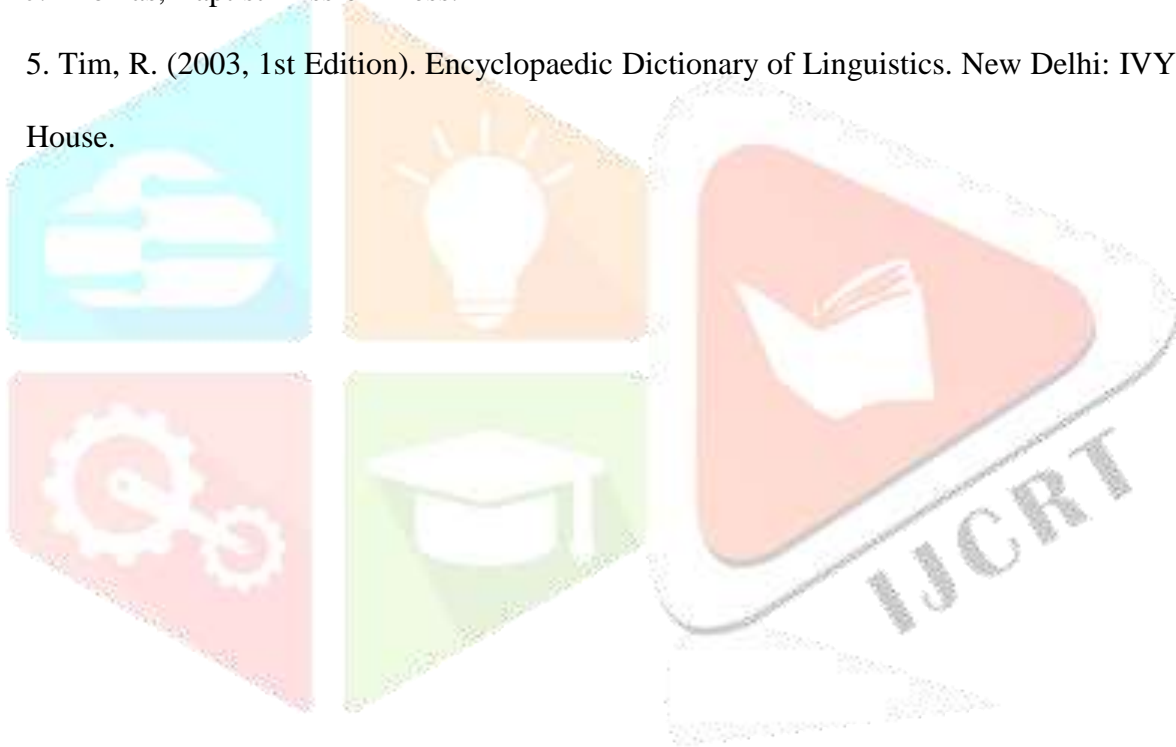 5. Tim, R. (2003, 1st Edition). Encyclopaedic Dictionary of Linguistics. New Delhi: IVY
House.
IJCRT